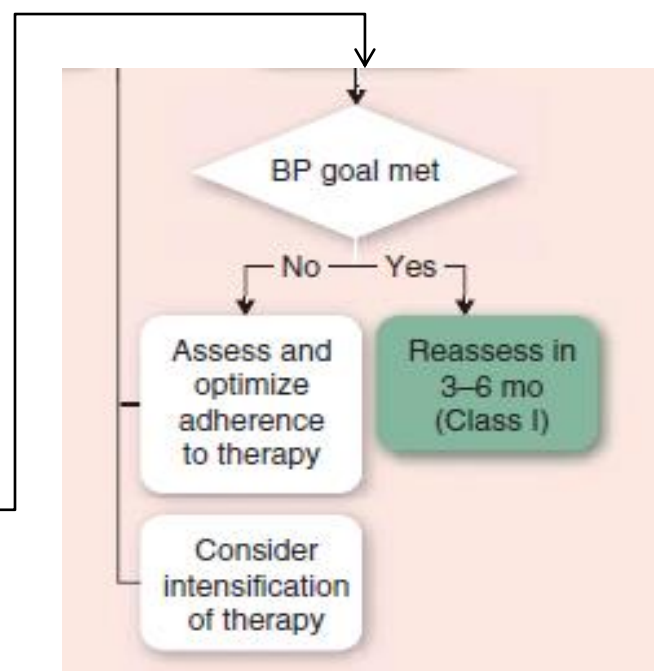 BP goal met
No
Yes
Assess and
optimize
adherence
to therapy
Reassess in
3–6 mo
(Class I)
Consider
intensification
of therapy